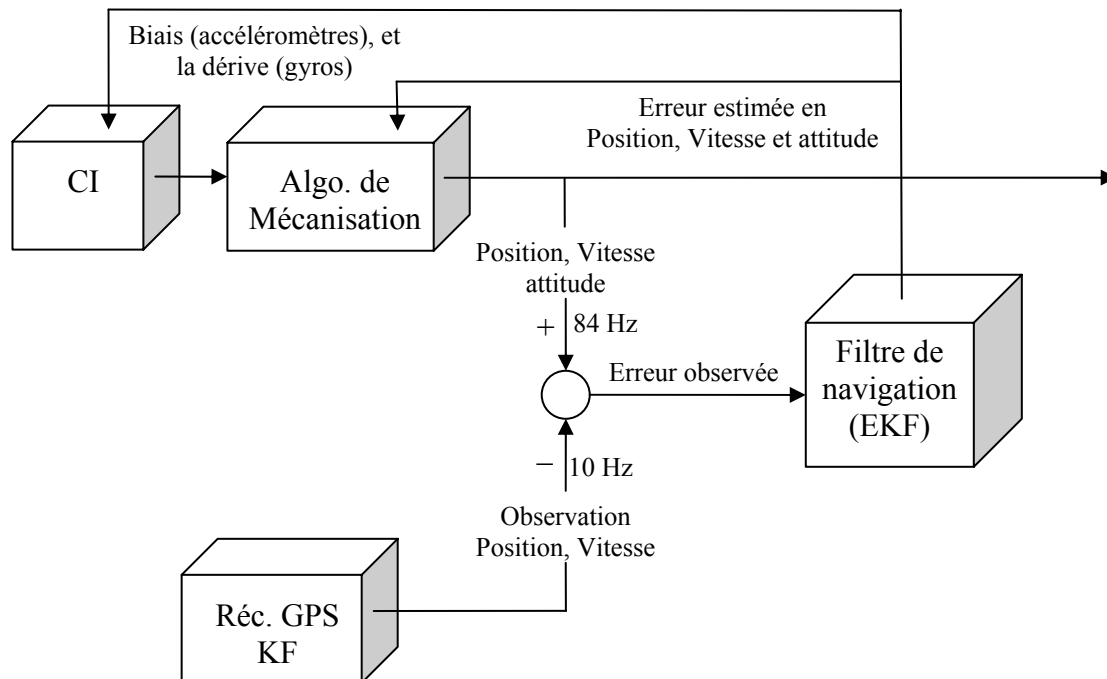 Biais (accéléromètres), et
la dérive (gyros)
Erreur estimée en
Position, Vitesse et attitude
CI
Algo. de
Mécanisation
Position, Vitesse
attitude
+ 84 Hz
Erreur observée
Filtre de
navigation
(EKF)
− 10 Hz
Observation
Position, Vitesse
Réc. GPS
KF